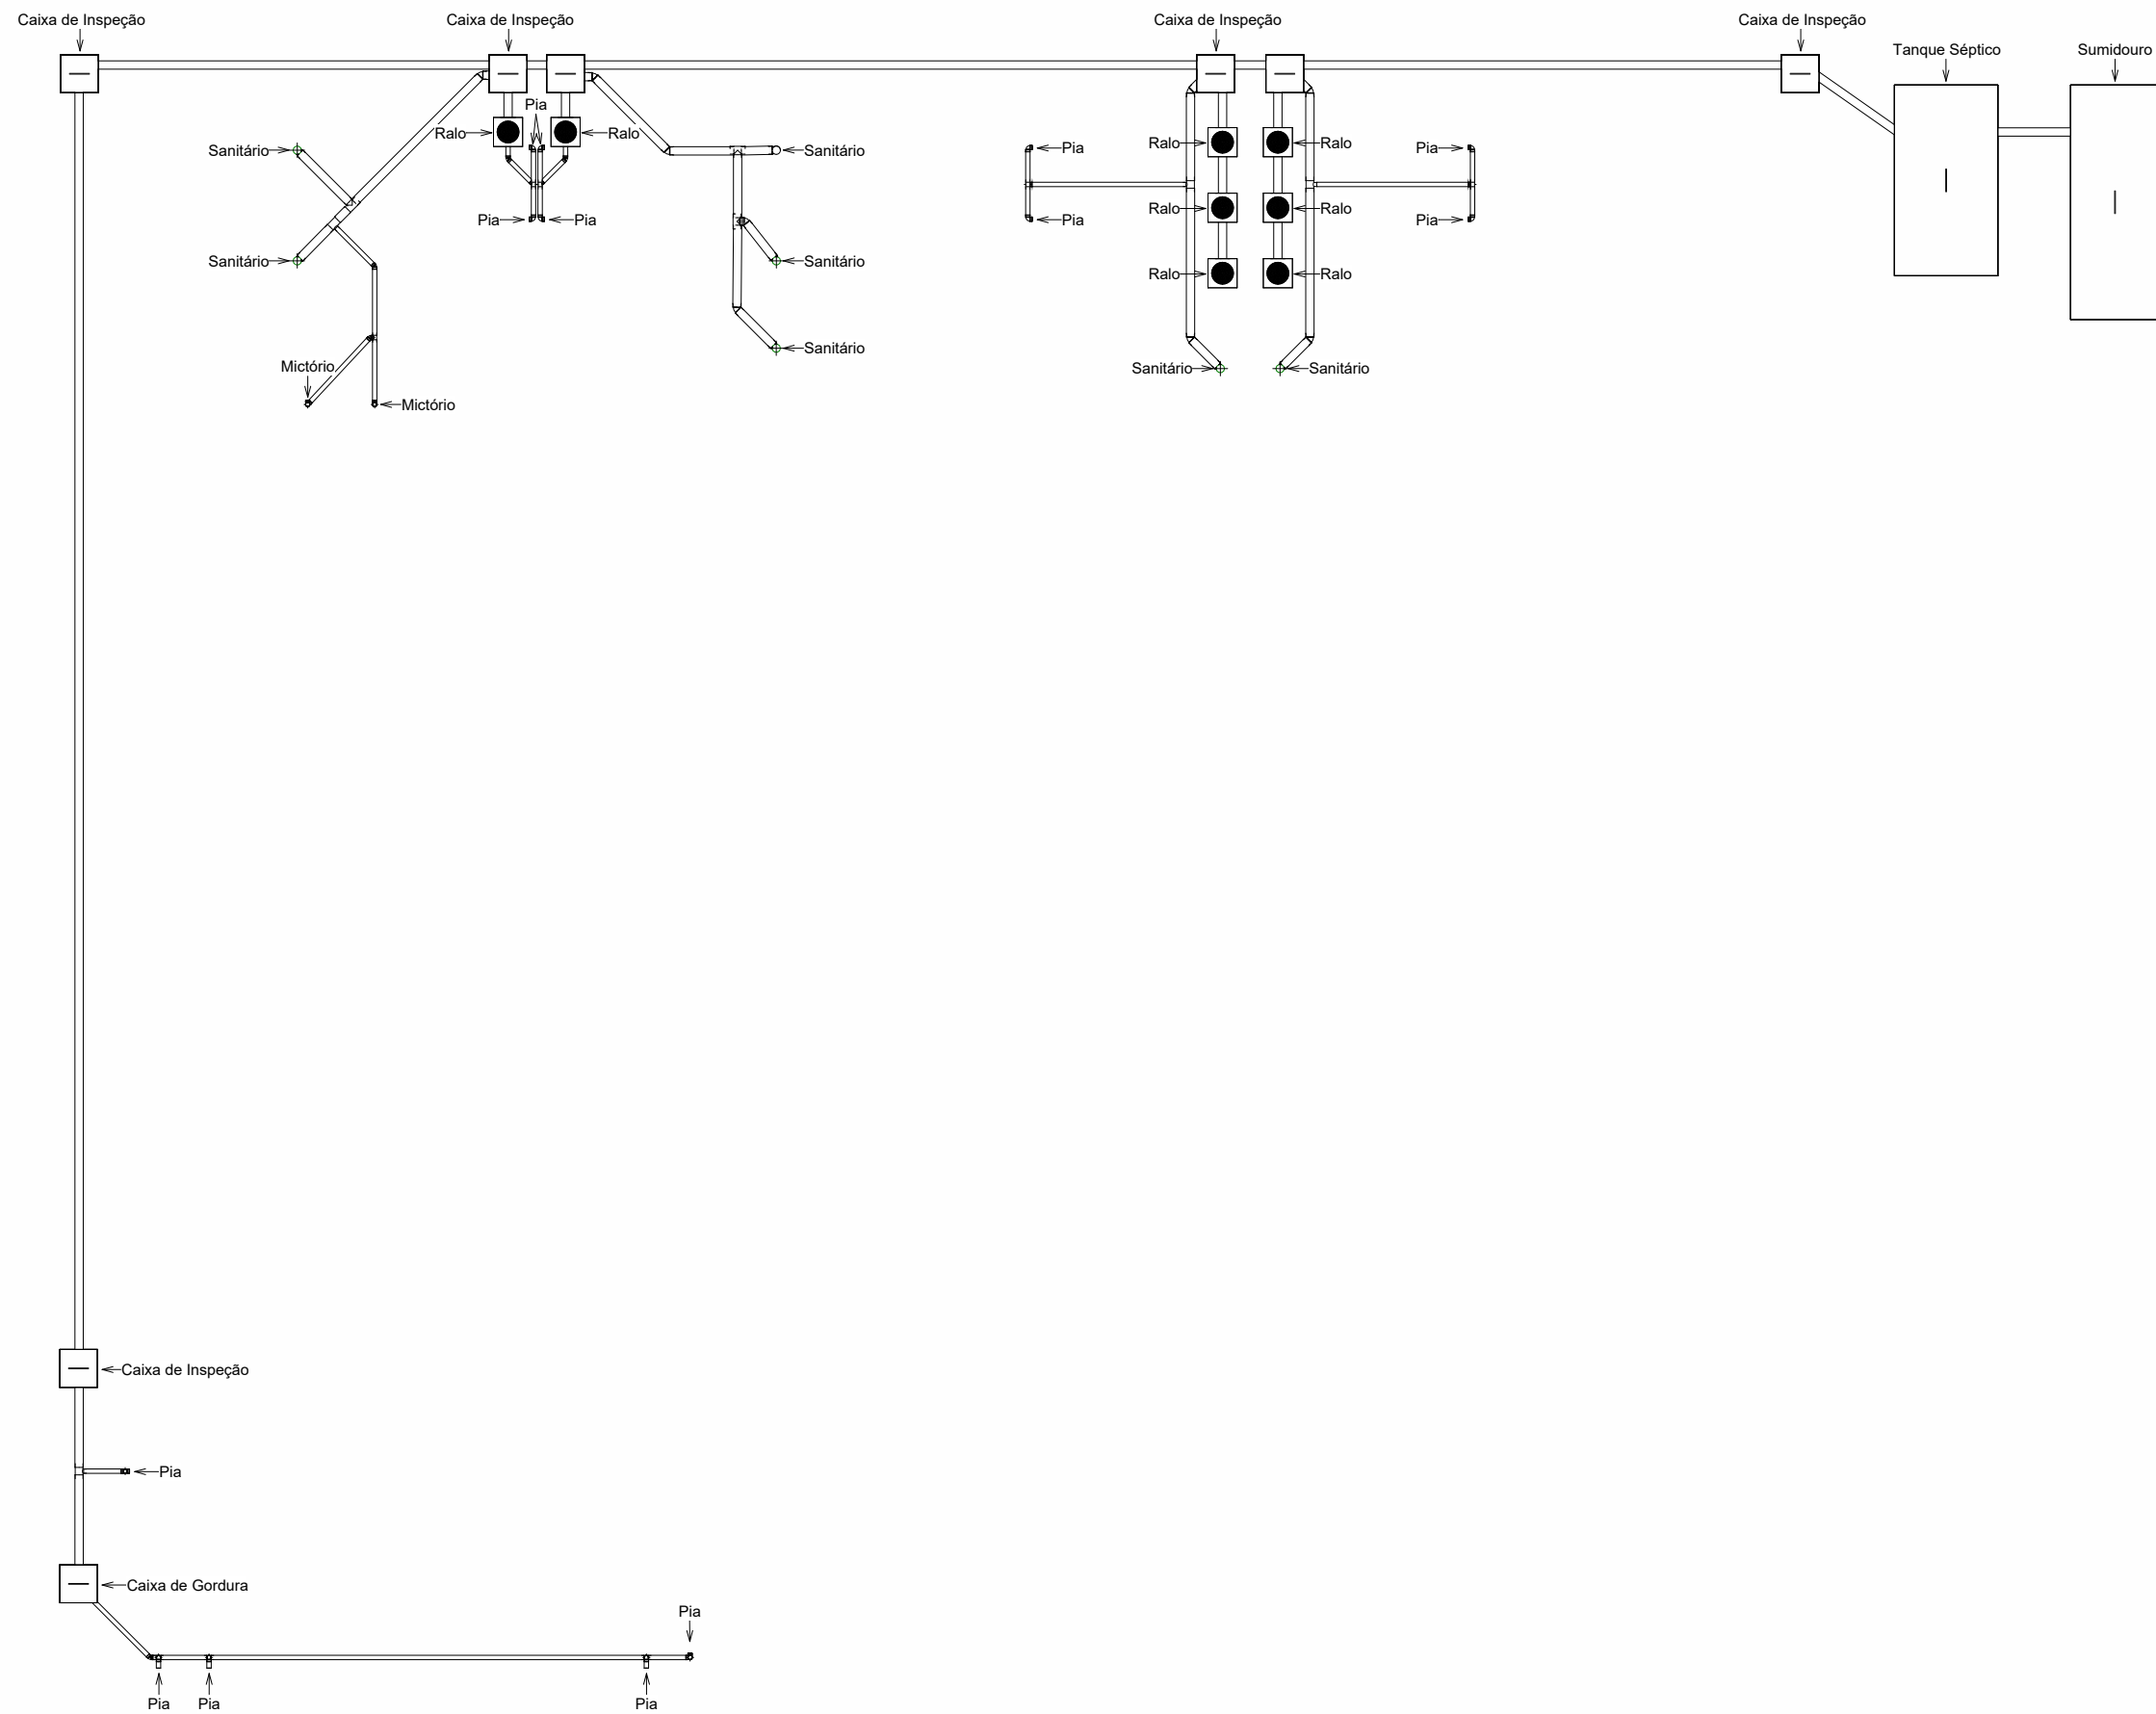 Caixa de Inspeção
Caixa de Inspeção
Caixa de Inspeção
Caixa de Inspeção
Tanque Séptico
Sumidouro
Pia
Ralo
Ralo
Sanitário
Sanitário
Pia
Ralo
Ralo
Pia
Pia
Pia
Pia
Ralo
Ralo
Pia
Sanitário
Sanitário
Ralo
Ralo
Sanitário
Mictório
Sanitário
Sanitário
Mictório
Caixa de Inspeção
Pia
Caixa de Gordura
Pia
Pia
Pia
Pia